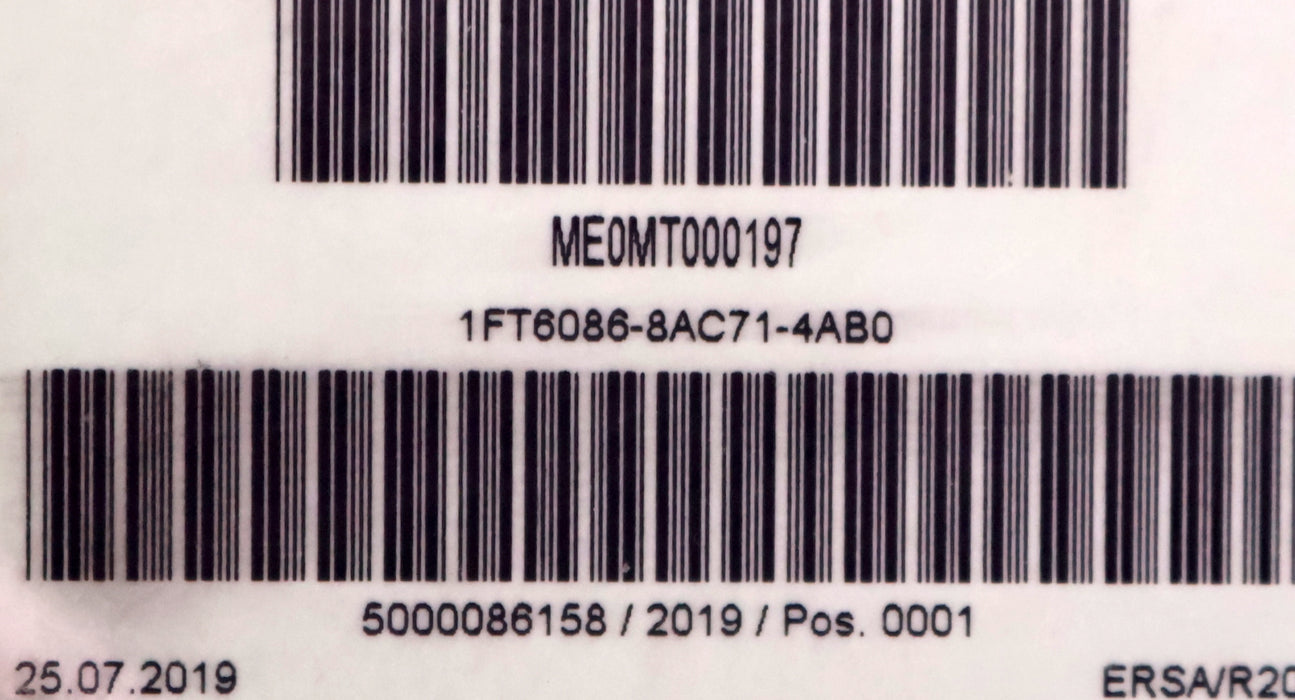 ME0MT000197
1FT6086-8AC71-4AB0
5000086158 / 2019 / Pos. 0001
25.07.2019
ERSA/R20